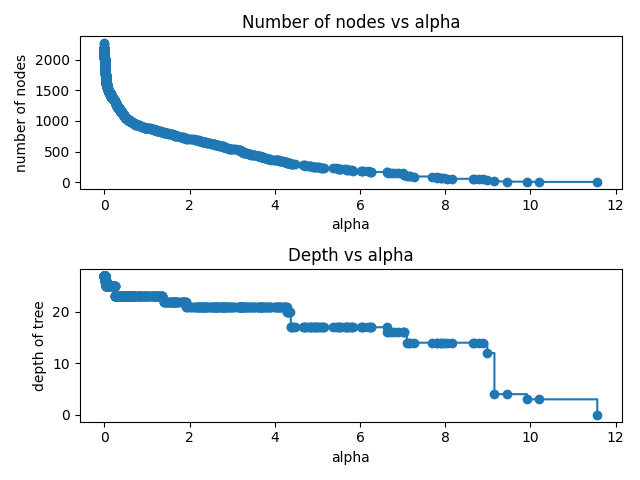 Number of nodes vs alpha
2000
1500
1000
500
0
number of nodes
0 2 4 6 8 10 12
alpha
Depth vs alpha
20
10
0
depth of tree
0 2 4 6 8 10 12
alpha